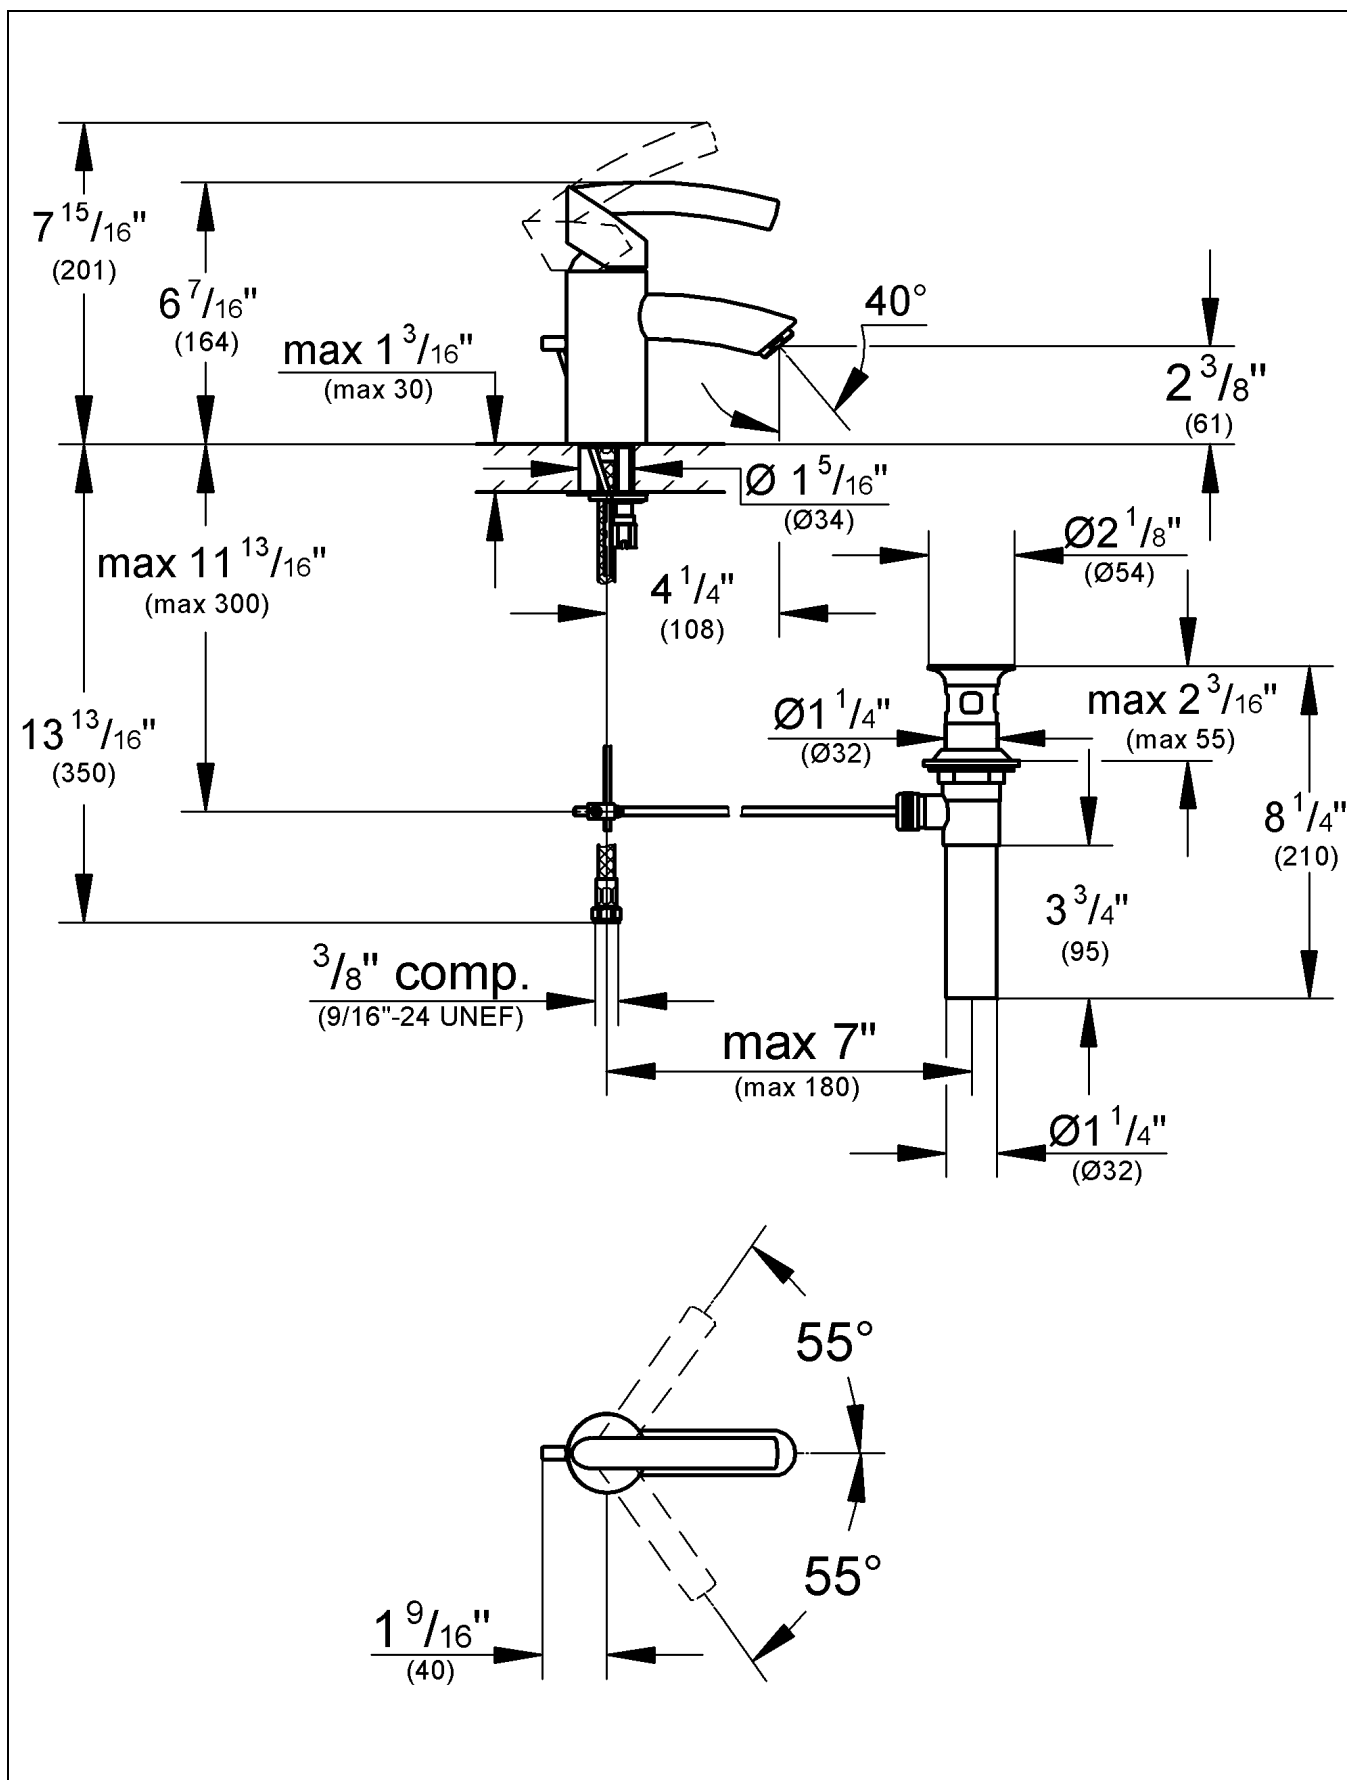 7 15/16"
(201)
6 7/16"
(164)
40°
max 1 3/16"
(max 30)
2 3/8"
(61)
Ø 1 5/16"
(Ø34)
Ø2 1/8"
(Ø54)
max 11 13/16"
(max 300)
4 1/4"
(108)
max 2 3/16"
(max 55)
Ø1 1/4"
(Ø32)
13 13/16"
(350)
8 1/4"
(210)
3 3/4"
(95)
3/8" comp.
(9/16"-24 UNEF)
max 7"
(max 180)
Ø1 1/4"
(Ø32)
55°
55°
1 9/16"
(40)